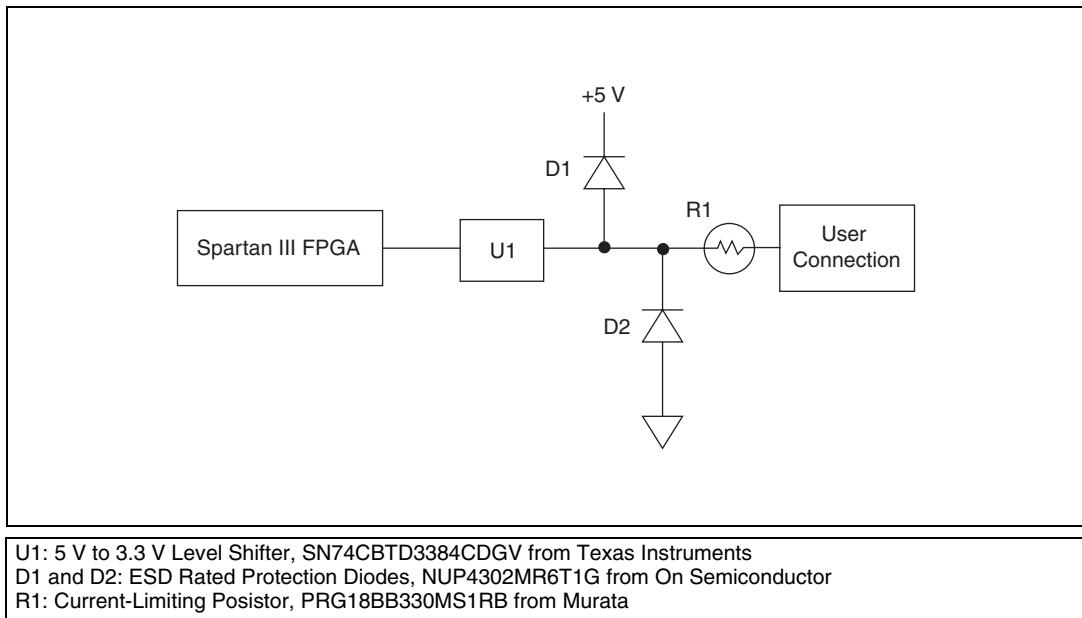 +5 V
D1
R1
Spartan III FPGA
U1
User
Connection
D2
U1: 5 V to 3.3 V Level Shifter, SN74CBTD3384CDGV from Texas Instruments
D1 and D2: ESD Rated Protection Diodes, NUP4302MR6T1G from On Semiconductor
R1: Current-Limiting Posistor, PRG18BB330MS1RB from Murata